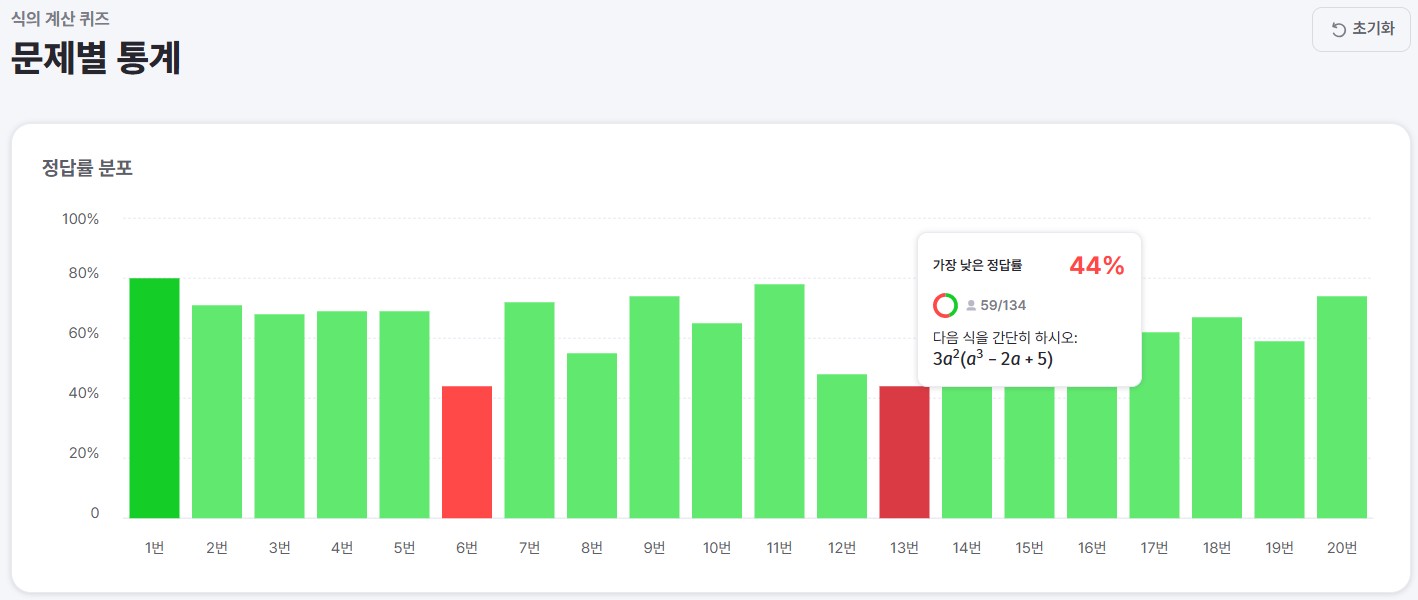 식의 계산 퀴즈
초기화
문제별 통계
정답률 분포
100%
80%
60%
40%
20%
0
가장 낮은 정답률 44%
59/134
다음 식을 간단히 하시오:
3a²(a³ − 2a + 5)
1번 2번 3번 4번 5번 6번 7번 8번 9번 10번 11번 12번 13번 14번 15번 16번 17번 18번 19번 20번